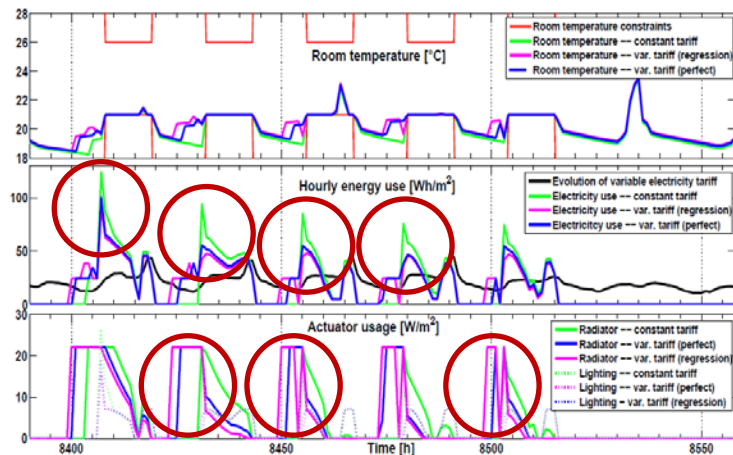 28
26
24
22
20
18
Room temperature [°C]
Room temperature constraints
Room temperature -- constant tariff
Room temperature -- var. tariff (regression)
Room temperature -- var. tariff (perfect)
100
50
0
Hourly energy use [Wh/m²]
Evolution of variable electricity tariff
Electricity use -- constant tariff
Electricity use -- var. tariff (regression)
Electricitcy use -- var. tariff (perfect)
30
20
10
0
Actuator usage [W/m²]
Radiator -- constant tariff
Radiator -- var. tariff (perfect)
Radiator -- var. tariff (regression)
Lighting -- constant tariff
Lighting -- var. tariff (perfect)
Lighting - var. tariff (regression)
8400
8450
Time [h]
8500
8550